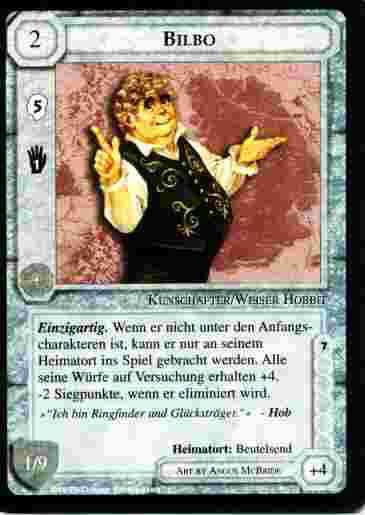 2
BILBO
5
KUNSCHAFTER/WEISER HOBBIT
Einzigartig. Wenn er nicht unter den Anfangs-
charakteren ist, kann er nur an seinem
Heimatort ins Spiel gebracht werden. Alle
seine Würfe auf Versuchung erhalten +4.
-2 Siegpunkte, wenn er eliminiert wird.
»"Ich bin Ringfinder und Glücksträger."« - Hob
7
Heimatort: Beutelsend
1/9
ART BY ANGUS MCBRIDE
+4